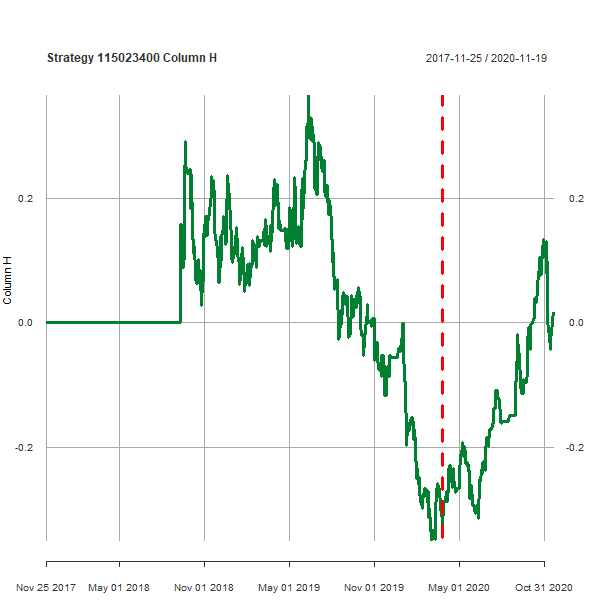 Strategy 115023400 Column H
2017-11-25 / 2020-11-19
Column H
0.2
0.2
0.0
0.0
-0.2
-0.2
Nov 25 2017
May 01 2018
Nov 01 2018
May 01 2019
Nov 01 2019
May 01 2020
Oct 31 2020